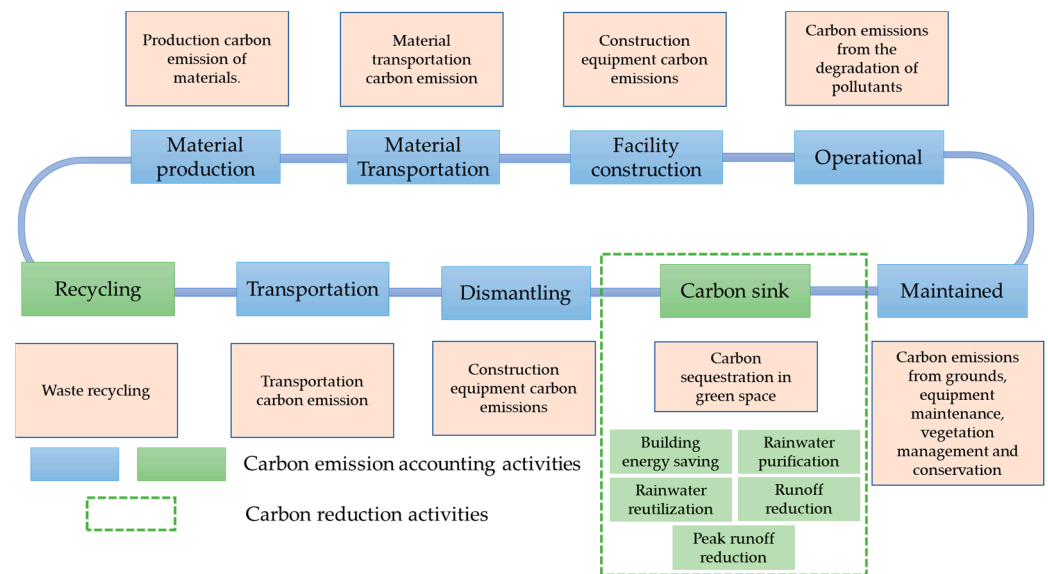 Production carbon
emission of
materials.
Material
transportation
carbon emission
Construction
equipment carbon
emissions
Carbon emissions
from the
degradation of
pollutants
Material
production
Material
Transportation
Facility
construction
Operational
Recycling
Transportation
Dismantling
Carbon sink
Maintained
Waste recycling
Transportation
carbon emission
Construction
equipment carbon
emissions
Carbon
sequestration in
green space
Carbon emissions
from grounds,
equipment
maintenance,
vegetation
management and
conservation
Building
energy saving
Rainwater
purification
Rainwater
reutilization
Runoff
reduction
Peak runoff
reduction
Carbon emission accounting activities
Carbon reduction activities